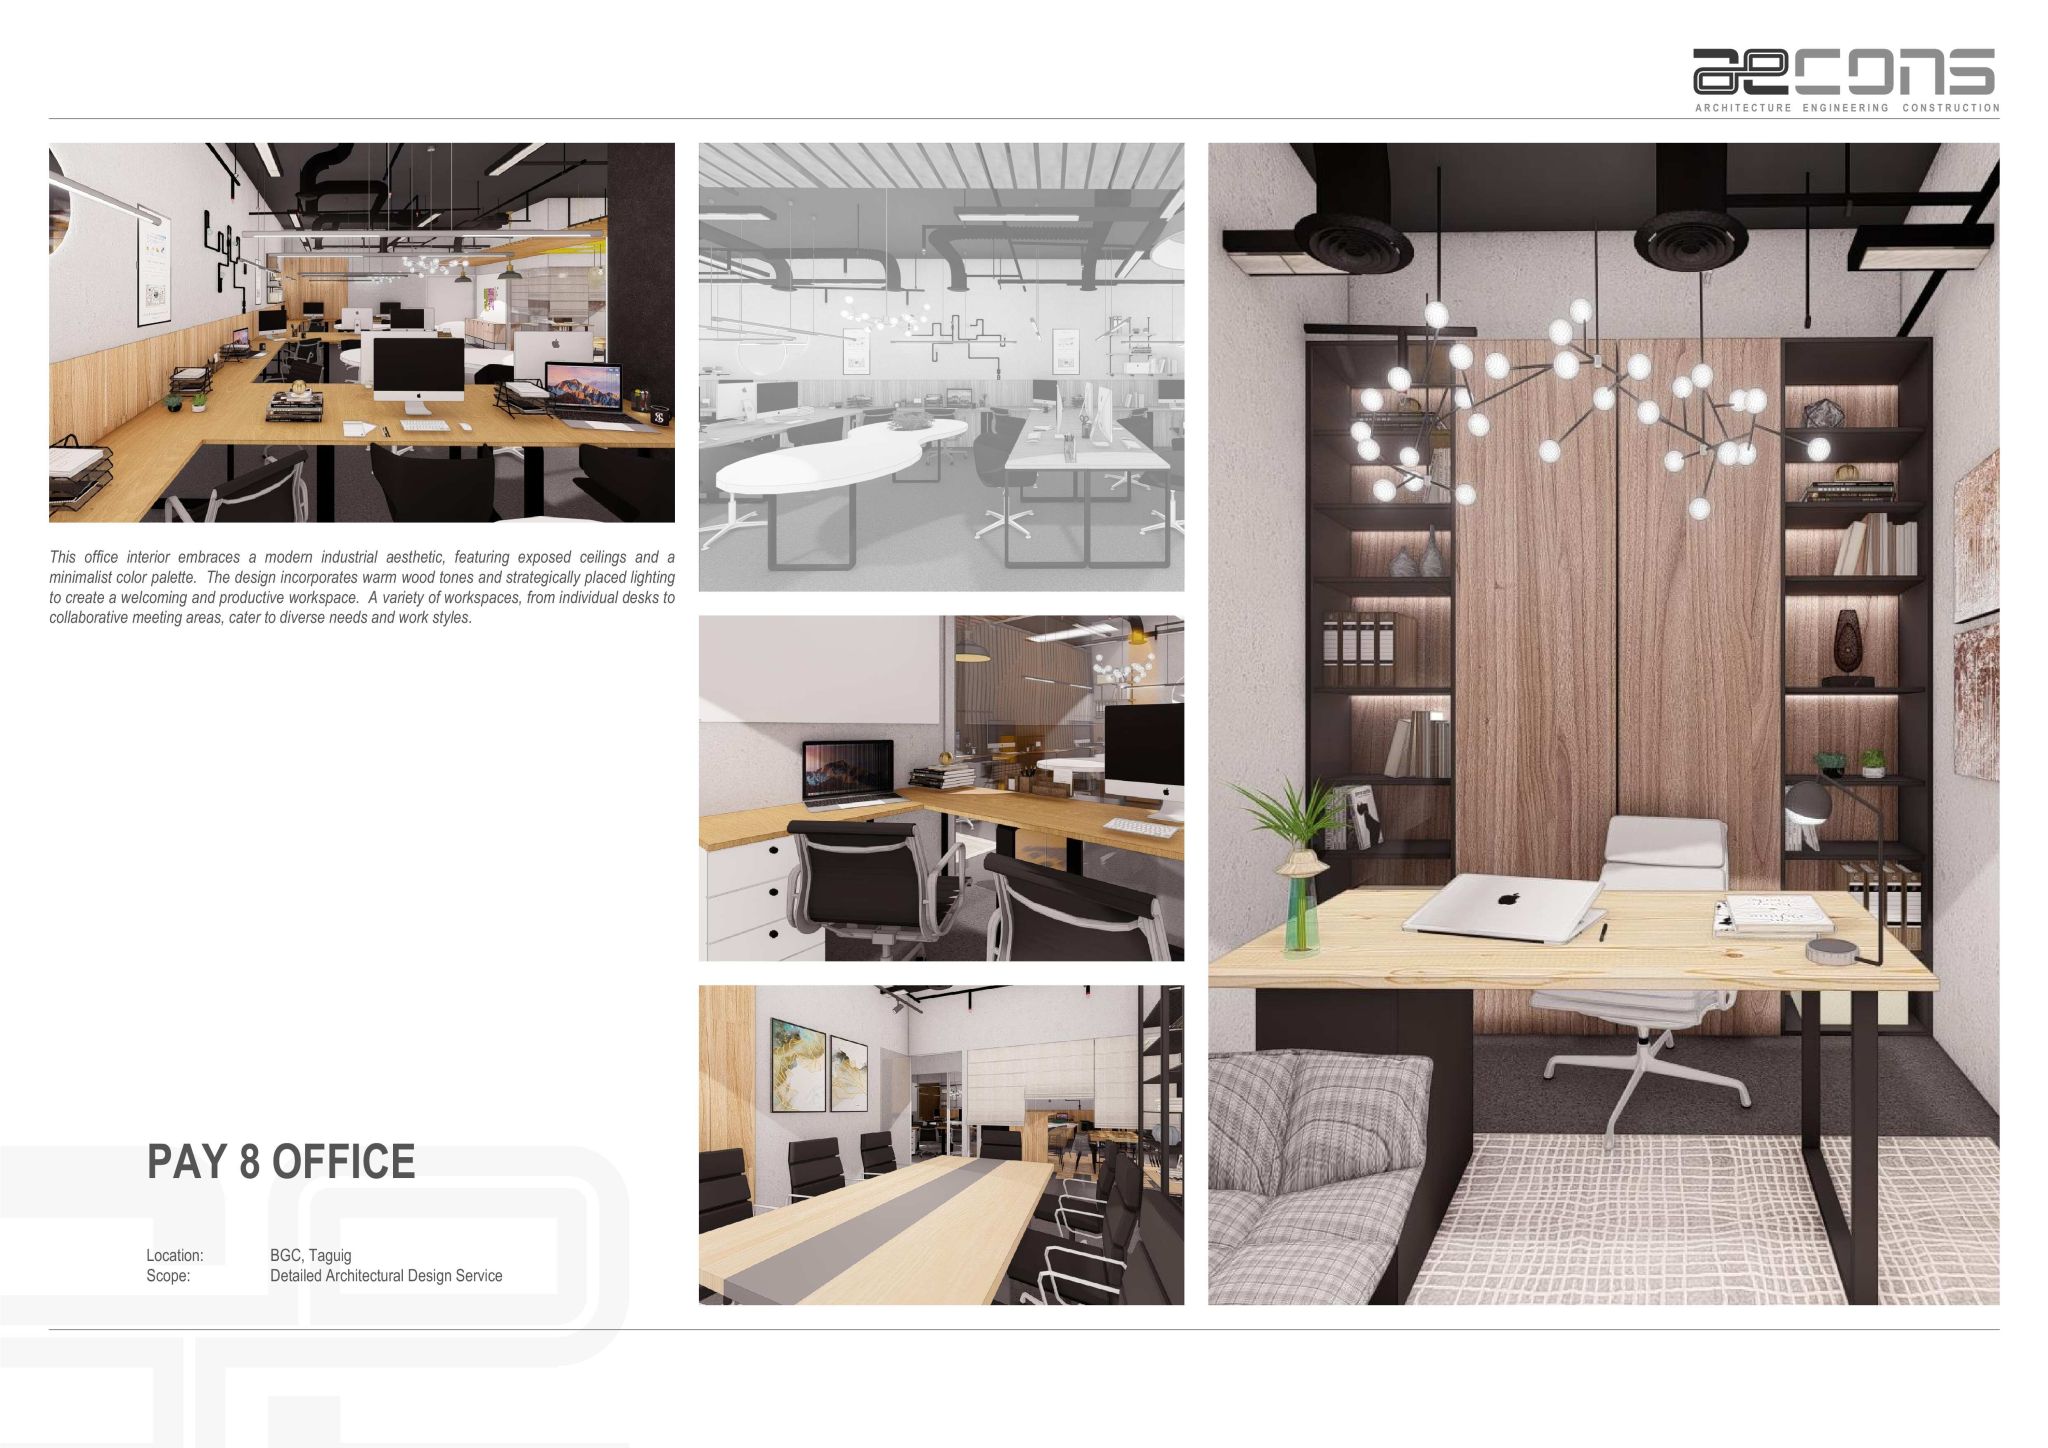 aecons
ARCHITECTURE ENGINEERING CONSTRUCTION
This office interior embraces a modern industrial aesthetic, featuring exposed ceilings and a
minimalist color palette. The design incorporates warm wood tones and strategically placed lighting
to create a welcoming and productive workspace. A variety of workspaces, from individual desks to
collaborative meeting areas, cater to diverse needs and work styles.
PAY 8 OFFICE
Location: BGC, Taguig
Scope: Detailed Architectural Design Service